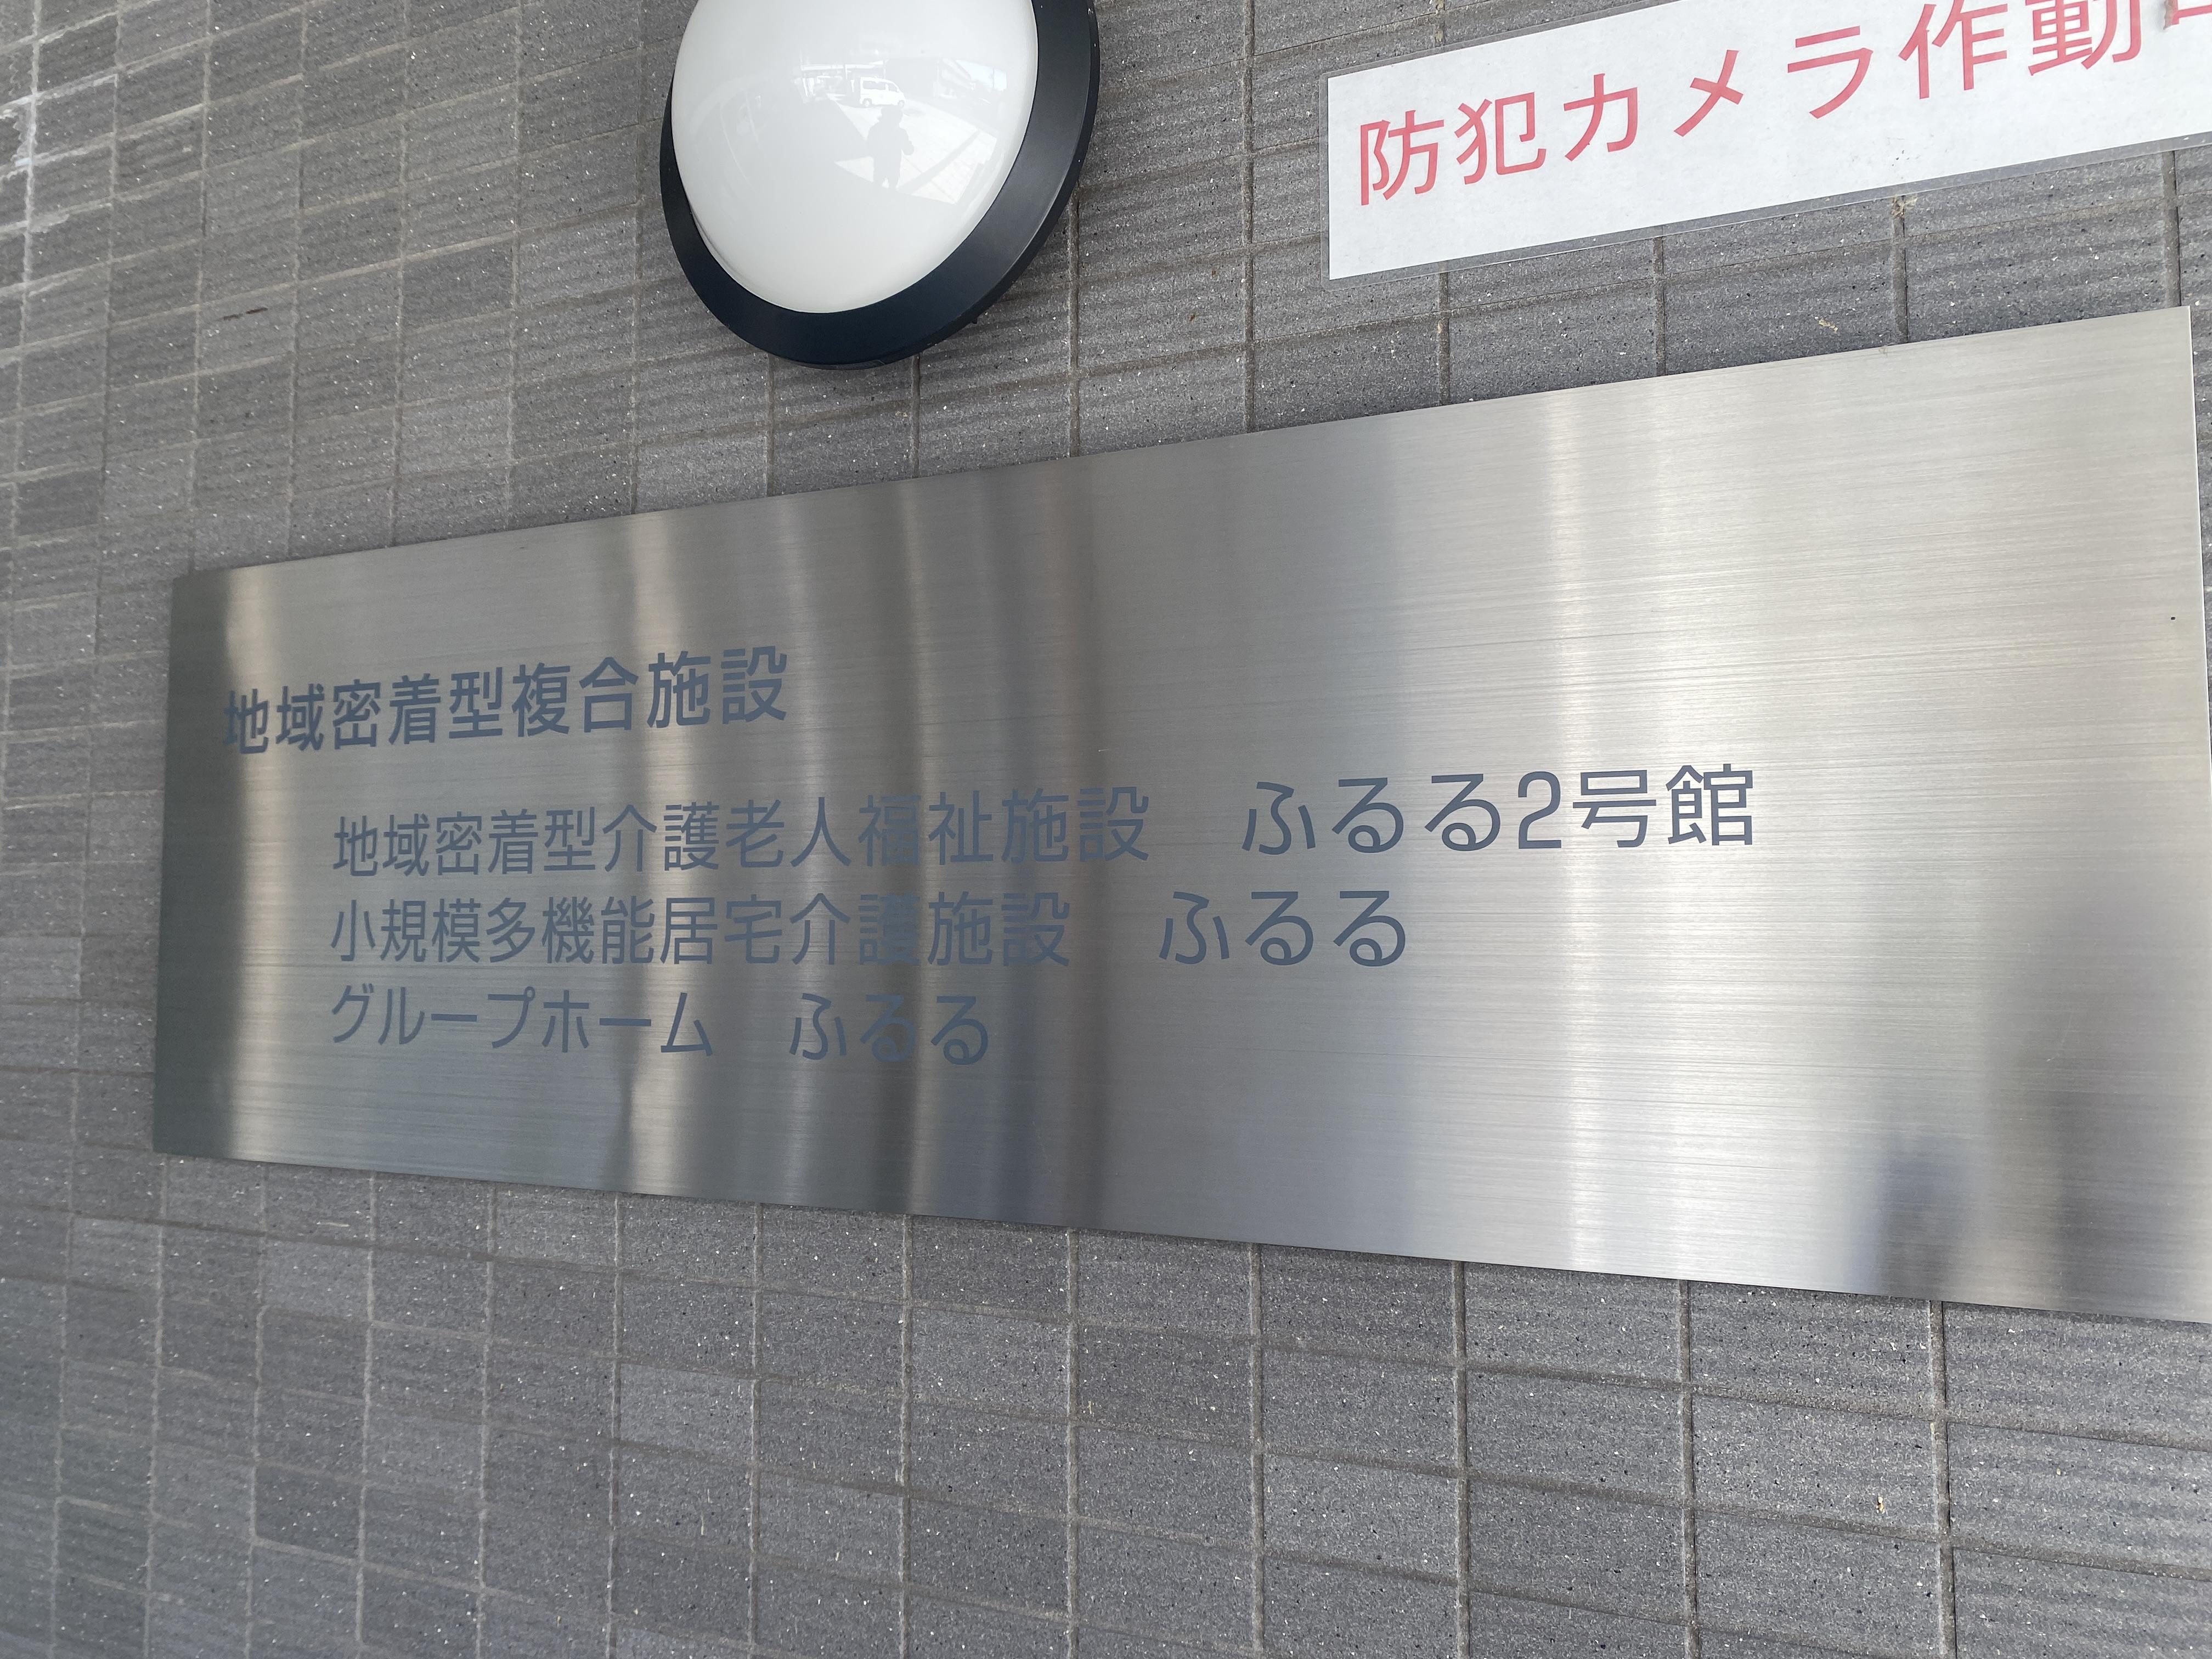 防犯カメラ作動中
地域密着型複合施設
地域密着型介護老人福祉施設　ふるる2号館
小規模多機能居宅介護施設　ふるる
グループホーム　ふるる